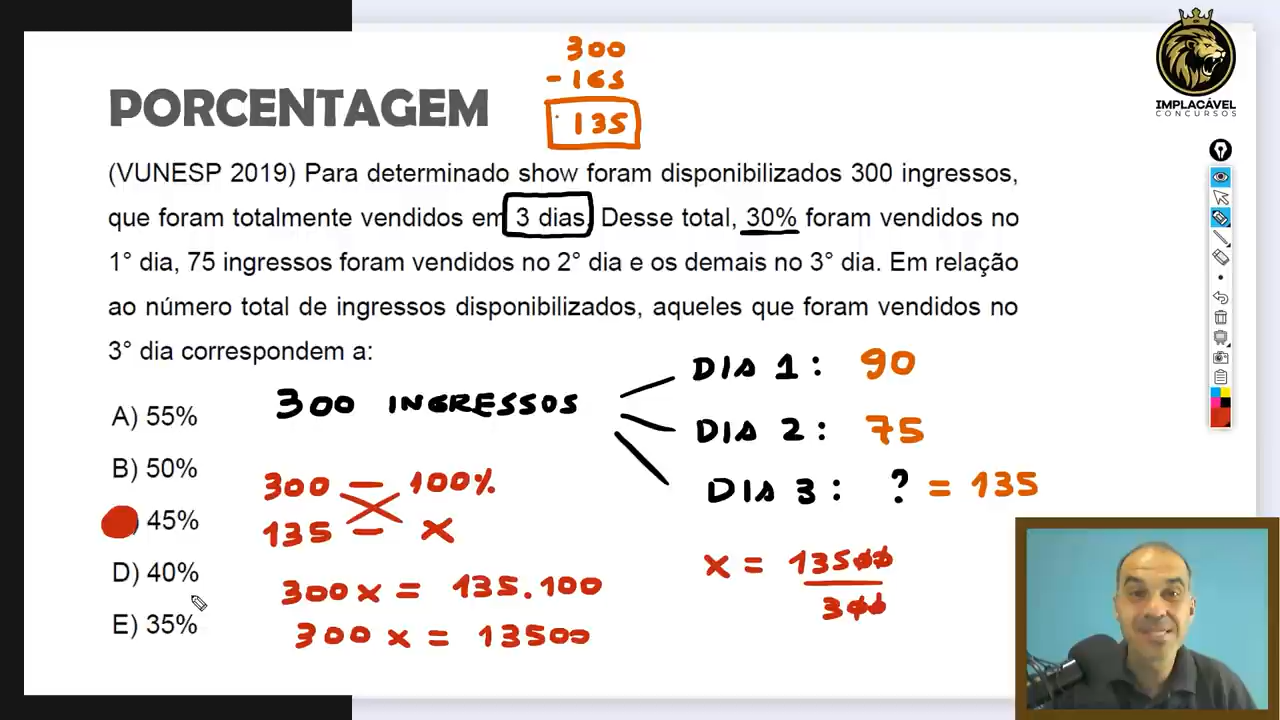 300
- 165
135
IMPLACÁVEL
CONCURSOS
PORCENTAGEM
(VUNESP 2019) Para determinado show foram disponibilizados 300 ingressos,
que foram totalmente vendidos em 3 dias. Desse total, 30% foram vendidos no
1° dia, 75 ingressos foram vendidos no 2° dia e os demais no 3° dia. Em relação
ao número total de ingressos disponibilizados, aqueles que foram vendidos no
3° dia correspondem a:
A) 55%
B) 50%
) 45%
D) 40%
E) 35%
300 INGRESSOS
DIA 1: 90
DIA 2: 75
DIA 3: ? = 135
300 — 100%
135 — x
300x = 135.100
300x = 13500
x = 13500
300